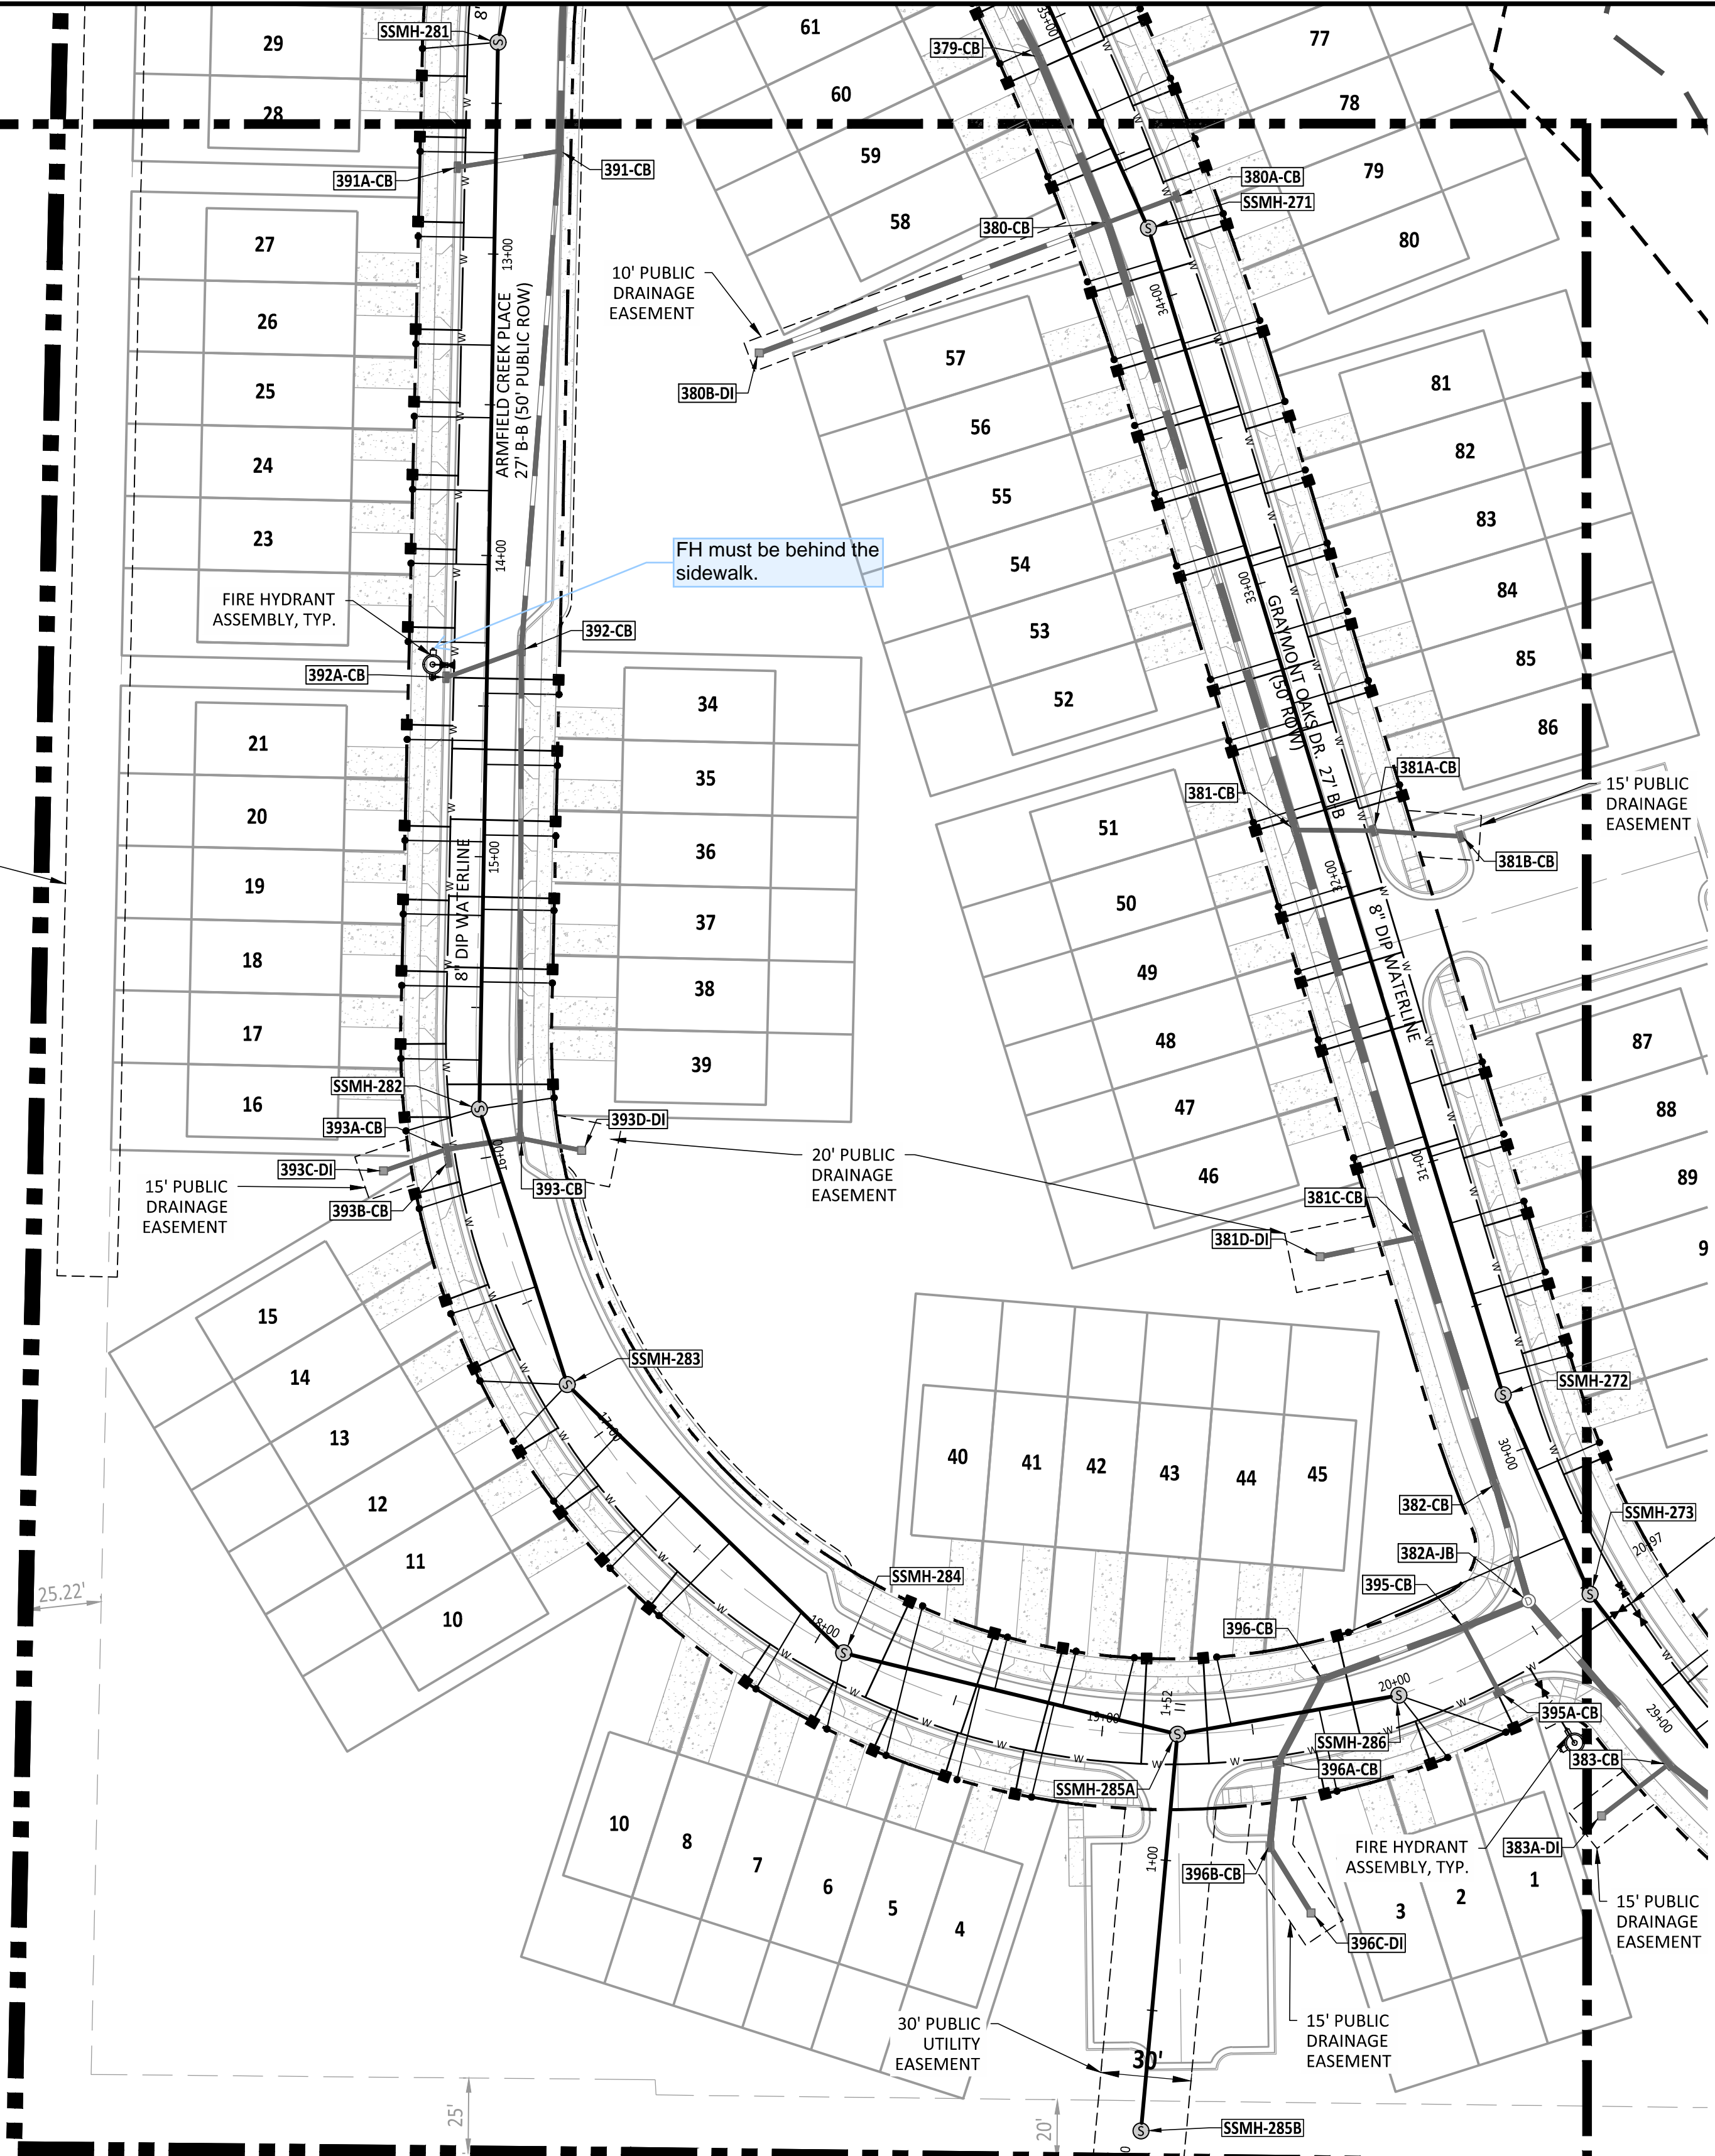 8"
SSMH-281
29
28
391A-CB
391-CB
61
60
59
58
379-CB
35+00
77
78
79
80
380A-CB
SSMH-271
380-CB
10' PUBLIC
DRAINAGE
EASEMENT
380B-DI
34+00
27
26
25
24
23
13+00
ARMFIELD CREEK PLACE
27' B-B (50' PUBLIC ROW)
14+00
FH must be behind the
sidewalk.
FIRE HYDRANT
ASSEMBLY, TYP.
392-CB
392A-CB
57
56
55
54
53
52
81
82
83
84
85
86
33+00
GRAYMONT OAKS DR. 27' B-B
(50' ROW)
381A-CB
381-CB
15' PUBLIC
DRAINAGE
EASEMENT
381B-CB
32+00
8" DIP WATERLINE
21
20
19
18
17
16
34
35
36
37
38
39
15+00
8" DIP WATERLINE
51
50
49
48
47
46
87
88
89
9
31+00
SSMH-282
393A-CB
393D-DI
393C-DI
16+00
15' PUBLIC
DRAINAGE
EASEMENT
393B-CB
393-CB
20' PUBLIC
DRAINAGE
EASEMENT
381C-CB
381D-DI
15
14
13
12
11
10
SSMH-283
17+00
SSMH-272
30+00
40
41
42
43
44
45
382-CB
SSMH-273
382A-JB
395-CB
20+97
D
25.22'
SSMH-284
18+00
396-CB
19+00
1+52
20+00
395A-CB
SSMH-286
383-CB
29+00
396A-CB
SSMH-285A
10
8
7
6
5
4
1+00
FIRE HYDRANT
ASSEMBLY, TYP.
383A-DI
396B-CB
3
2
1
15' PUBLIC
DRAINAGE
EASEMENT
396C-DI
30' PUBLIC
UTILITY
EASEMENT
30'
15' PUBLIC
DRAINAGE
EASEMENT
25'
20'
SSMH-285B